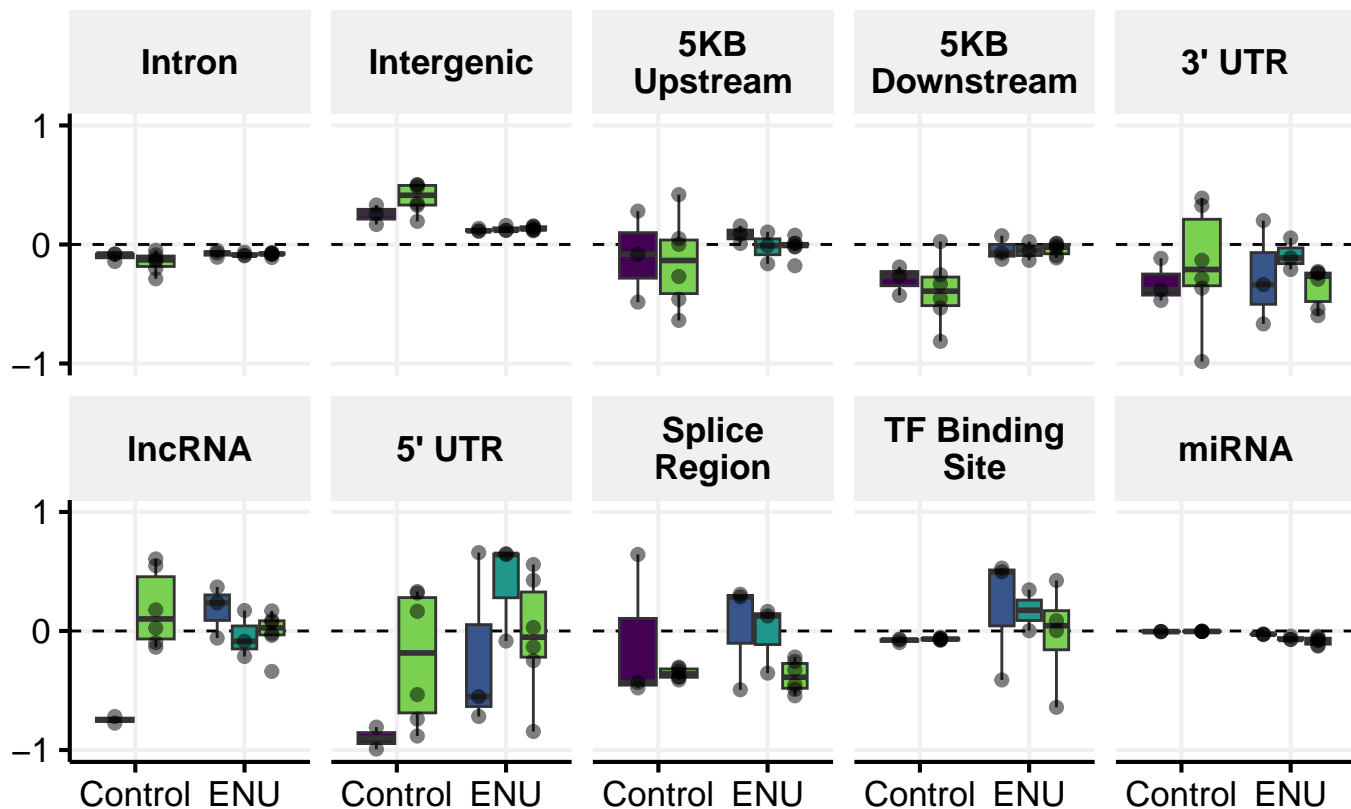 Intron
Intergenic
5KB
Upstream
5KB
Downstream
3' UTR
1
0
−1
lncRNA
5' UTR
Splice
Region
TF Binding
Site
miRNA
1
0
−1
Control ENU
Control ENU
Control ENU
Control ENU
Control ENU